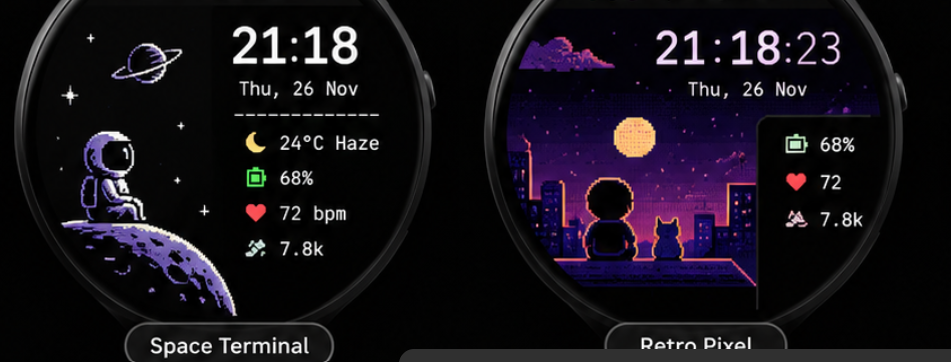 21:18
Thu, 26 Nov
24°C Haze
68%
72 bpm
7.8k
Space Terminal
21:18:23
Thu, 26 Nov
68%
72
7.8k
Retro Pixel